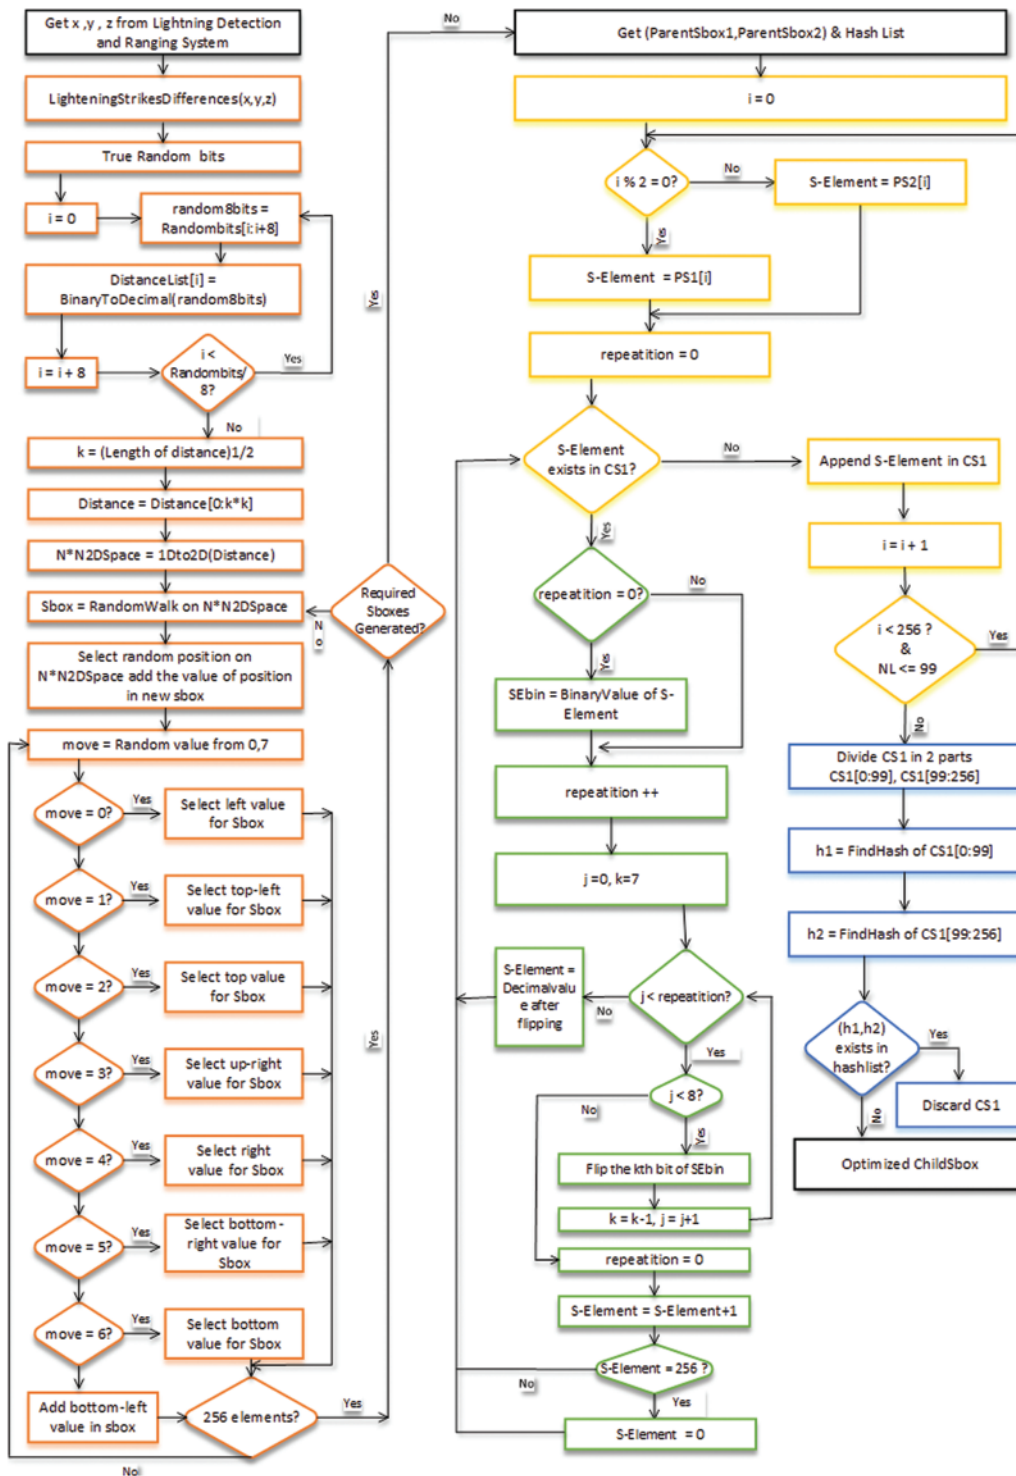 Get x ,y , z from Lightning Detection
and Ranging System
LighteningStrikesDifferences(x,y,z)
True Random bits
i = 0
random8bits =
Randombits[i:i+8]
DistanceList[i] =
BinaryToDecimal(random8bits)
i = i + 8
i <
Randombits/
8?
Yes
No
k = (Length of distance)1/2
Distance = Distance[0:k*k]
N*N2DSpace = 1Dto2D(Distance)
Sbox = RandomWalk on N*N2DSpace
Select random position on
N*N2DSpace add the value of position
in new sbox
move = Random value from 0,7
move = 0?
Yes
Select left value
for Sbox
move = 1?
Yes
Select top-left
value for Sbox
move = 2?
Yes
Select top value
for Sbox
move = 3?
Yes
Select up-right
value for Sbox
move = 4?
Yes
Select right
value for Sbox
move = 5?
Yes
Select bottom-
right value for
Sbox
move = 6?
Yes
Select bottom
value for Sbox
Add bottom-left
value in sbox
256 elements?
Yes
No
Yes
Required
Sboxes
Generated?
No
Yes
No
Get (ParentSbox1,ParentSbox2) & Hash List
i = 0
i % 2 = 0?
No
S-Element = PS2[i]
Yes
S-Element = PS1[i]
repeatition = 0
S-Element
exists in CS1?
No
Append S-Element in CS1
i = i + 1
i < 256 ?
&
NL <= 99
Yes
No
Divide CS1 in 2 parts
CS1[0:99], CS1[99:256]
h1 = FindHash of CS1[0:99]
h2 = FindHash of CS1[99:256]
(h1,h2)
exists in
hashlist?
Yes
Discard CS1
No
Optimized ChildSbox
Yes
repeatition = 0?
No
Yes
SEbin = BinaryValue of S-
Element
repeatition ++
j =0, k=7
j < repeatition?
No
S-Element =
Decimalvalu
e after
flipping
Yes
j < 8?
No
Yes
Flip the kth bit of SEbin
k = k-1, j = j+1
repeatition = 0
S-Element = S-Element+1
S-Element = 256 ?
No
Yes
S-Element = 0